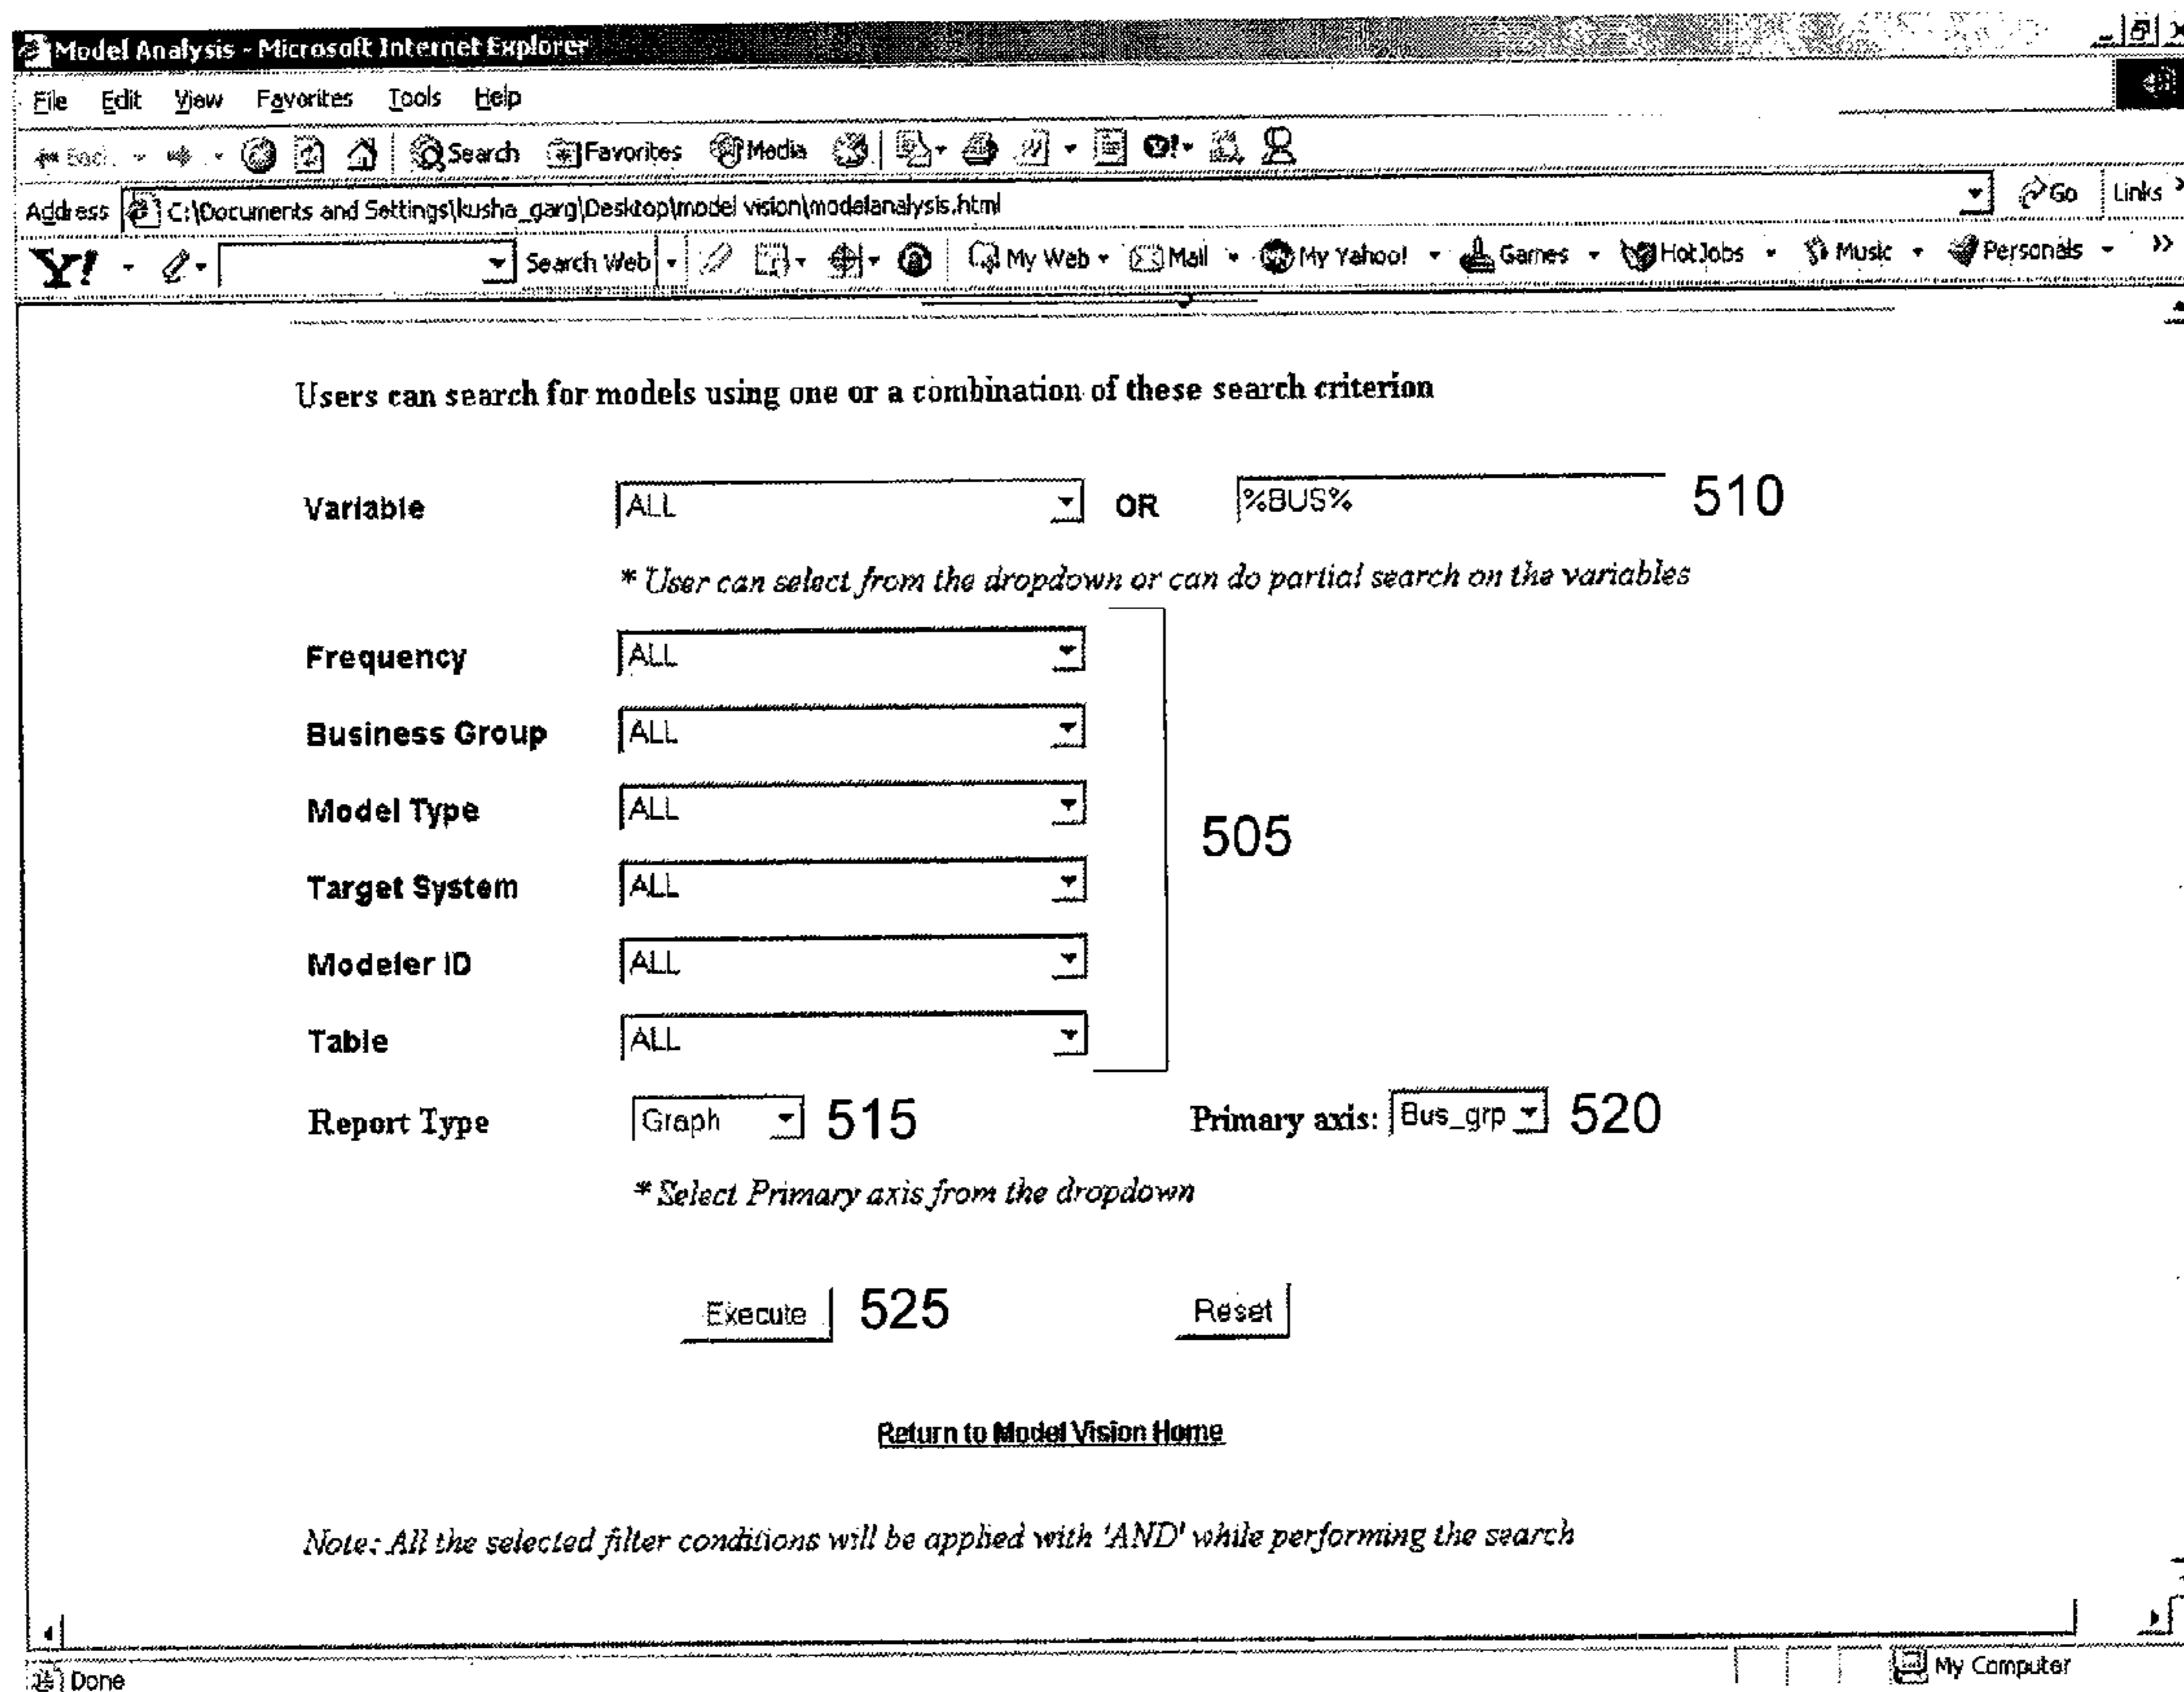 Model Analysis - Microsoft Internet Explorer
File Edit View Favorites Tools Help
Back Search Favorites Media
Address C:\Documents and Settings\kusha_garg\Desktop\model vision\modelanalysis.html Go Links »
Y! Search Web My Web Mail My Yahoo! Games HotJobs Music Personals »
Users can search for models using one or a combination of these search criterion
Variable ALL OR %BUS% 510
* User can select from the dropdown or can do partial search on the variables
Frequency ALL
Business Group ALL
Model Type ALL
505
Target System ALL
Modeler ID ALL
Table ALL
Report Type Graph 515 Primary axis: Bus_grp 520
* Select Primary axis from the dropdown
Execute 525 Reset
Return to Model Vision Home
Note: All the selected filter conditions will be applied with 'AND' while performing the search
Done My Computer